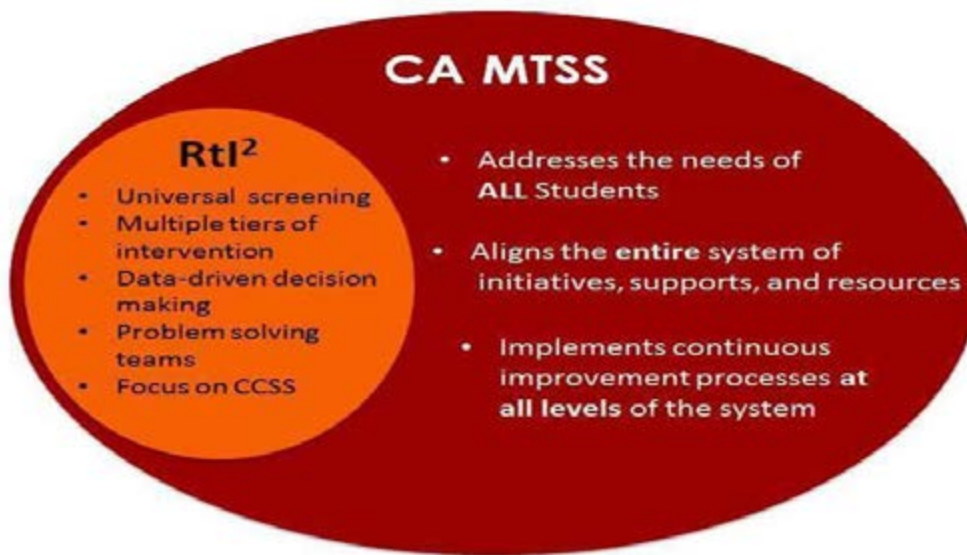 CA MTSS
RtI²
• Universal screening
• Multiple tiers of
intervention
• Data-driven decision
making
• Problem solving
teams
• Focus on CCSS
• Addresses the needs of
ALL Students
• Aligns the entire system of
initiatives, supports, and resources
• Implements continuous
improvement processes at
all levels of the system